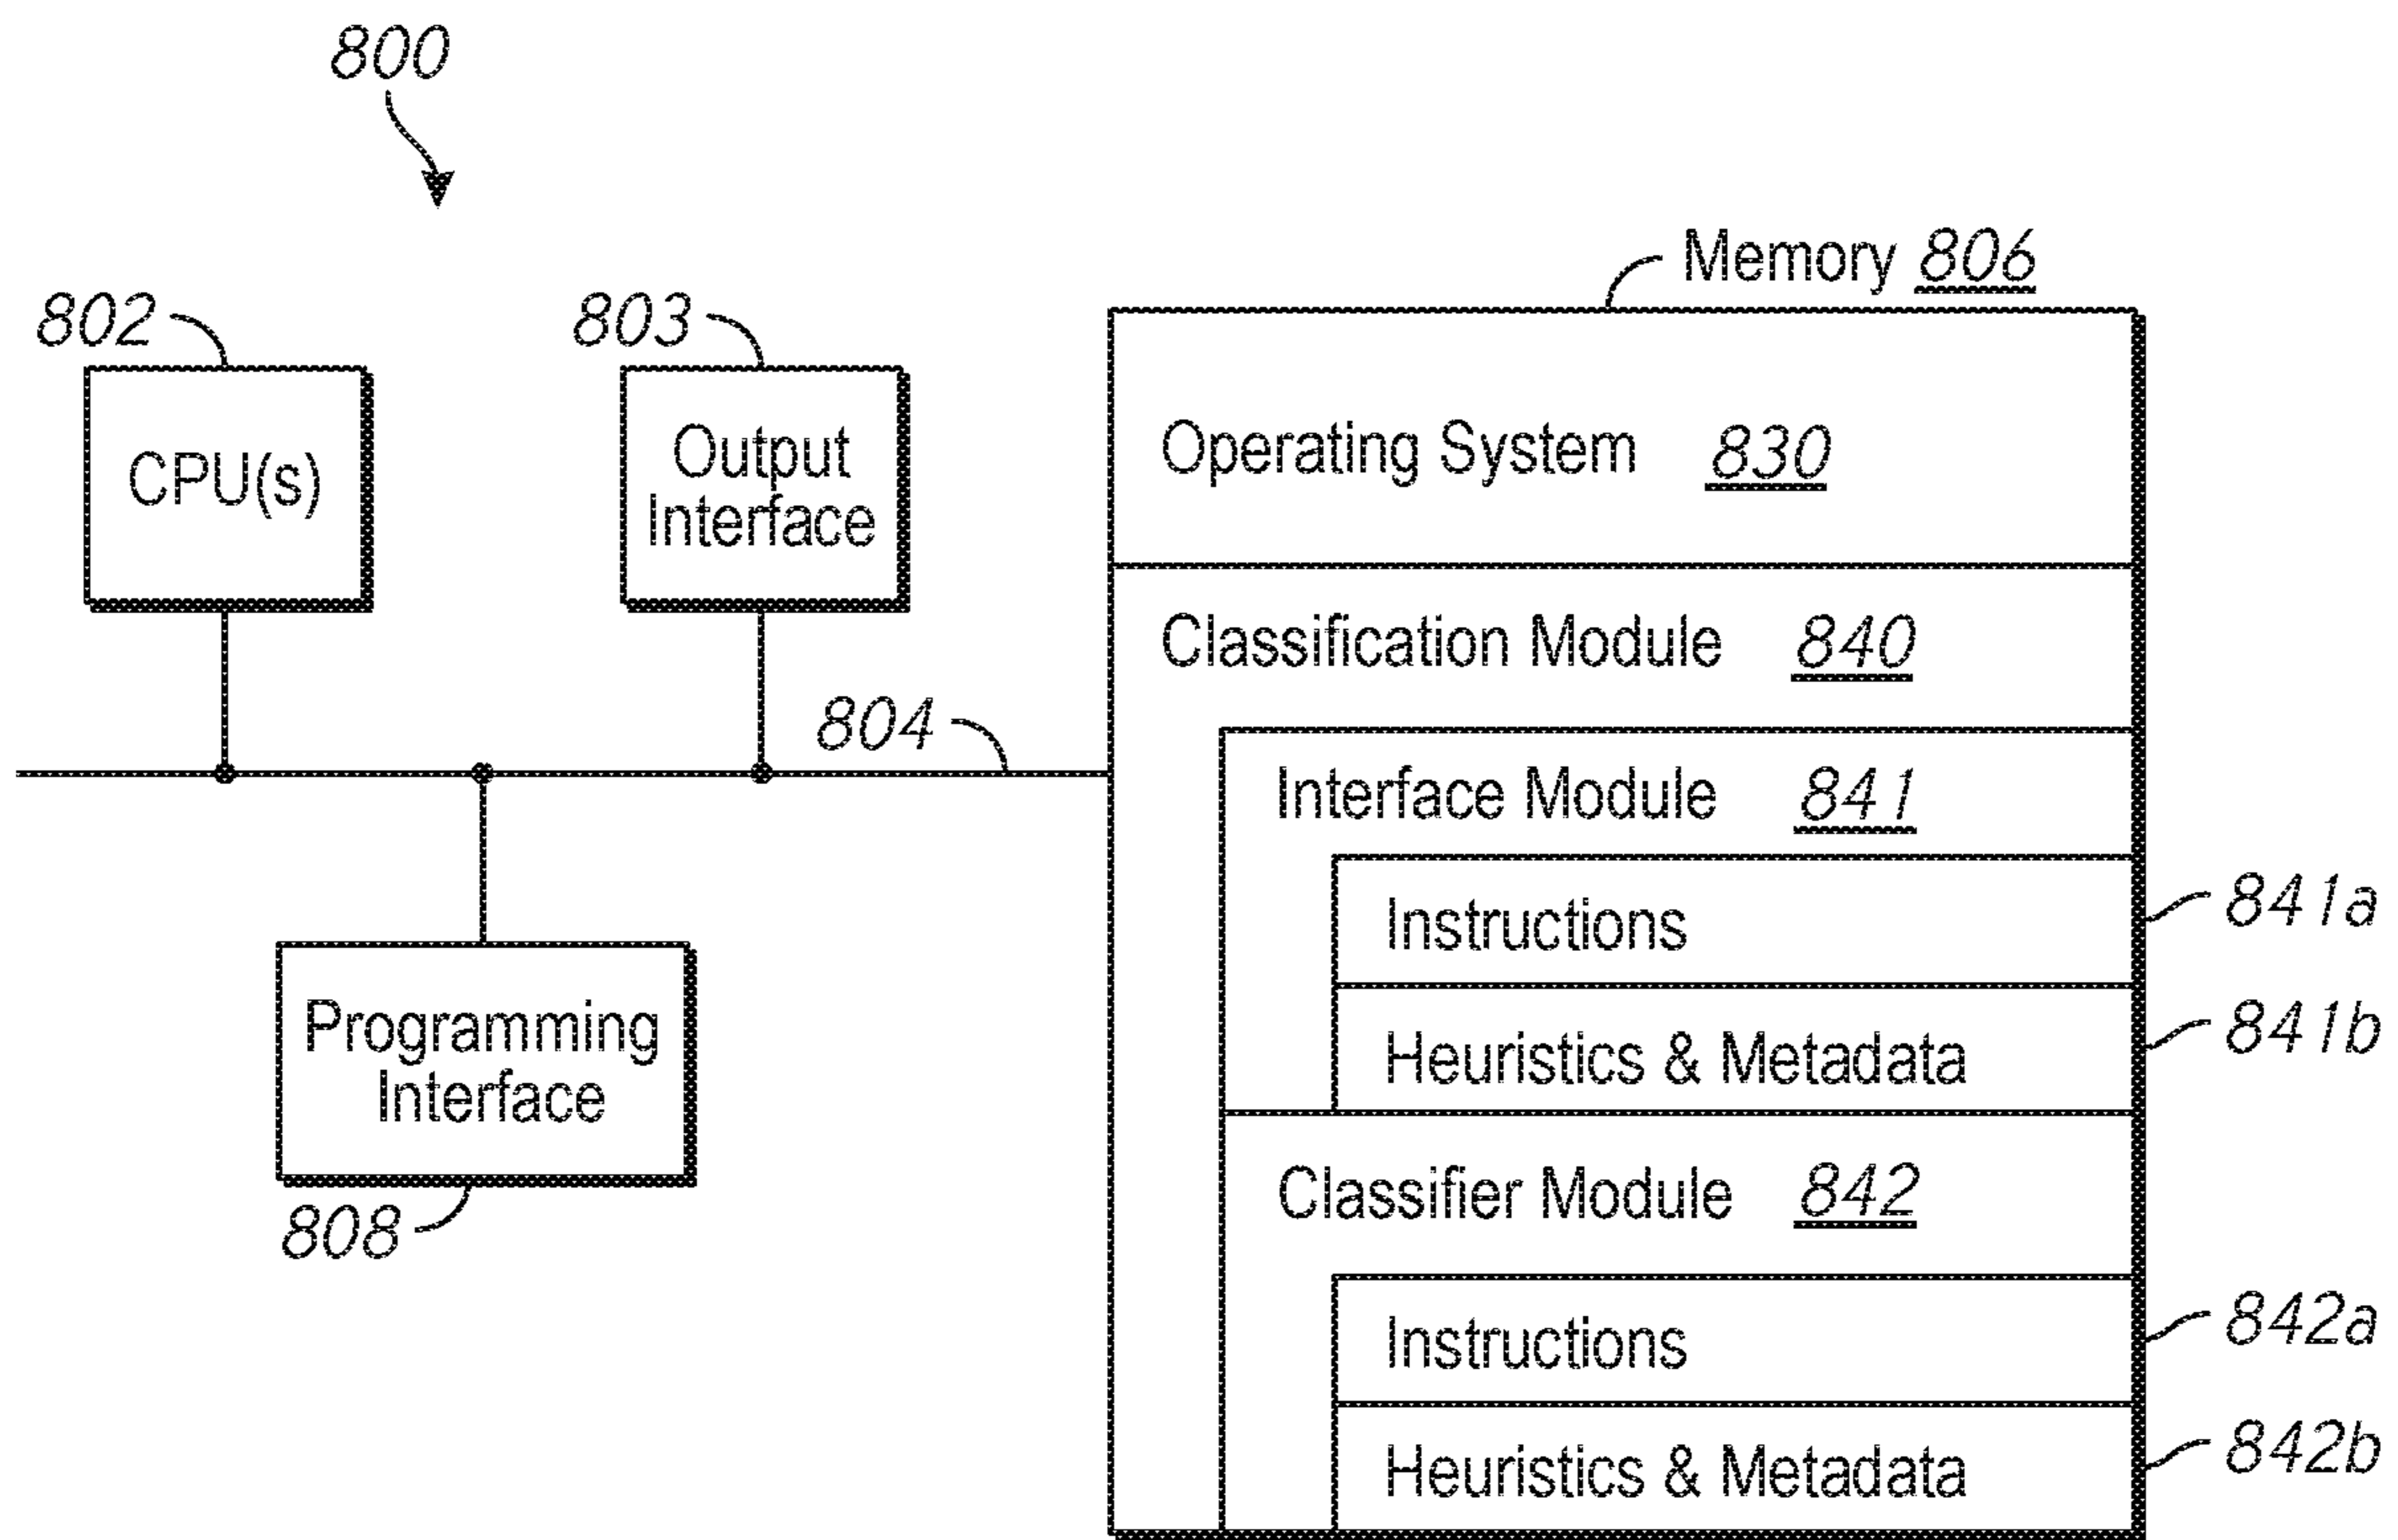 800
Memory 806
802
803
CPU(s)
Output
Interface
Operating System 830
Classification Module 840
804
Interface Module 841
Instructions
841a
Heuristics & Metadata
841b
Programming
Interface
808
Classifier Module 842
Instructions
842a
Heuristics & Metadata
842b